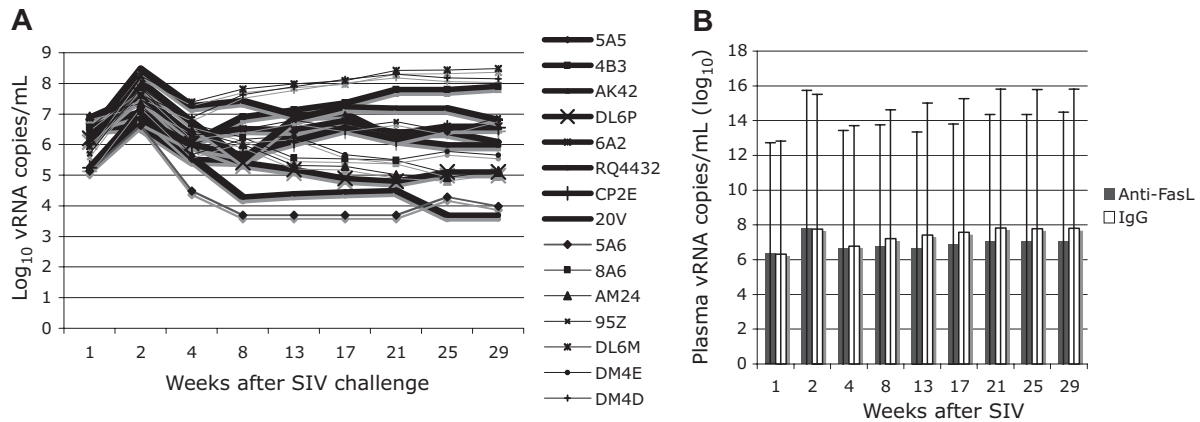 A
Log10 vRNA copies/mL
9
8
7
6
5
4
3
2
1
0
1 2 4 8 13 17 21 25 29
Weeks after SIV challenge
5A5
4B3
AK42
DL6P
6A2
RQ4432
CP2E
20V
5A6
8A6
AM24
95Z
DL6M
DM4E
DM4D
B
Plasma vRNA copies/mL (log10)
18
16
14
12
10
8
6
4
2
0
1 2 4 8 13 17 21 25 29
Weeks after SIV
Anti-FasL
IgG